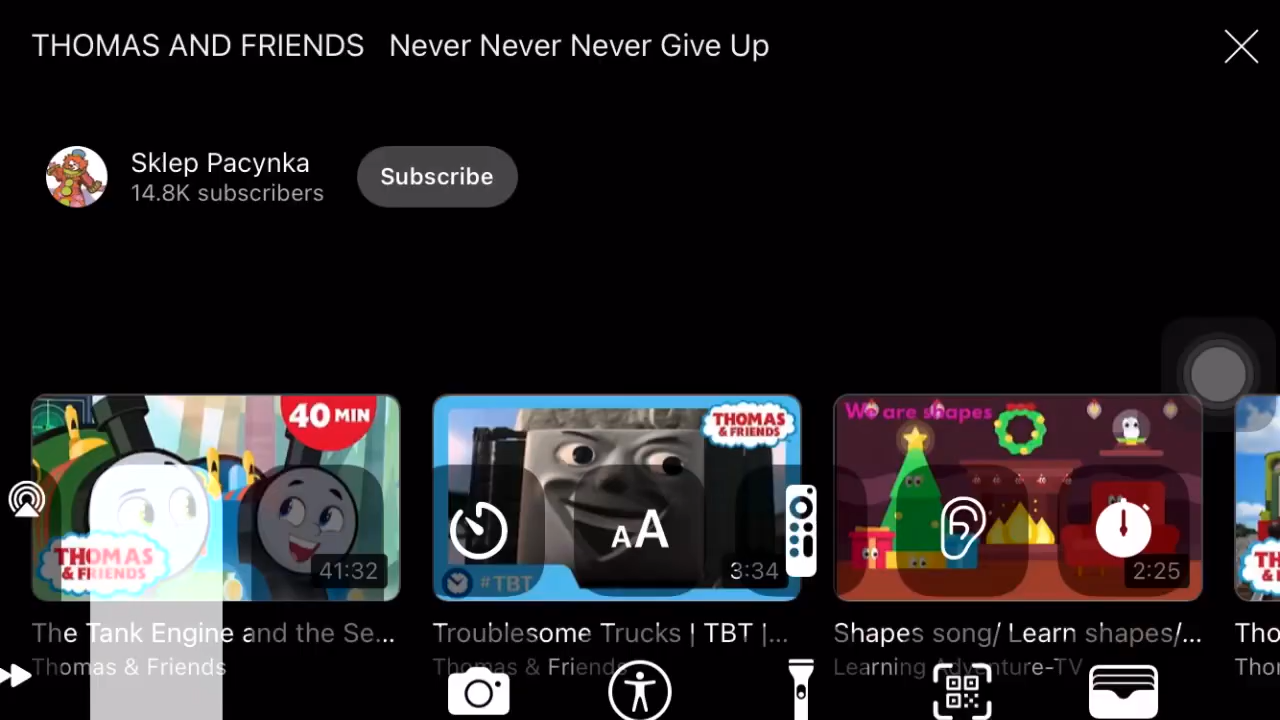 THOMAS AND FRIENDS Never Never Never Give Up
Sklep Pacynka
14.8K subscribers
Subscribe
40 MIN
THOMAS
& FRIENDS
41:32
THOMAS
& FRIENDS
AA
#TBT
3:34
We are shapes
2:25
The Tank Engine and the Se...
Thomas & Friends
Troublesome Trucks | TBT |...
Thomas & Friends
Shapes song/ Learn shapes/...
Learning Adventure-TV
Tho